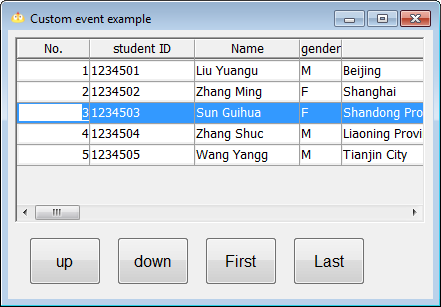 Custom event example
No. student ID Name gender
1 1234501 Liu Yuangu M Beijing
2 1234502 Zhang Ming F Shanghai
3 1234503 Sun Guihua F Shandong Pro
4 1234504 Zhang Shuc M Liaoning Provi
5 1234505 Wang Yangg M Tianjin City
up down First Last